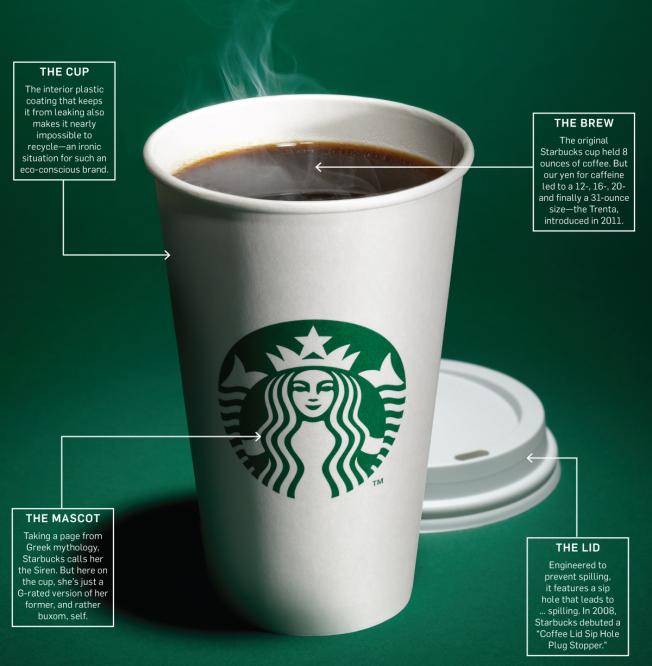 THE CUP
The interior plastic
coating that keeps
it from leaking also
makes it nearly
impossible to
recycle—an ironic
situation for such an
eco-conscious brand.
THE BREW
The original
Starbucks cup held 8
ounces of coffee. But
our yen for caffeine
led to a 12-, 16-, 20-
and finally a 31-ounce
size—the Trenta,
introduced in 2011.
TM
THE MASCOT
Taking a page from
Greek mythology,
Starbucks calls her
the Siren. But here on
the cup, she's just a
G-rated version of her
former, and rather
buxom, self.
THE LID
Engineered to
prevent spilling,
it features a sip
hole that leads to
... spilling. In 2008,
Starbucks debuted a
"Coffee Lid Sip Hole
Plug Stopper."